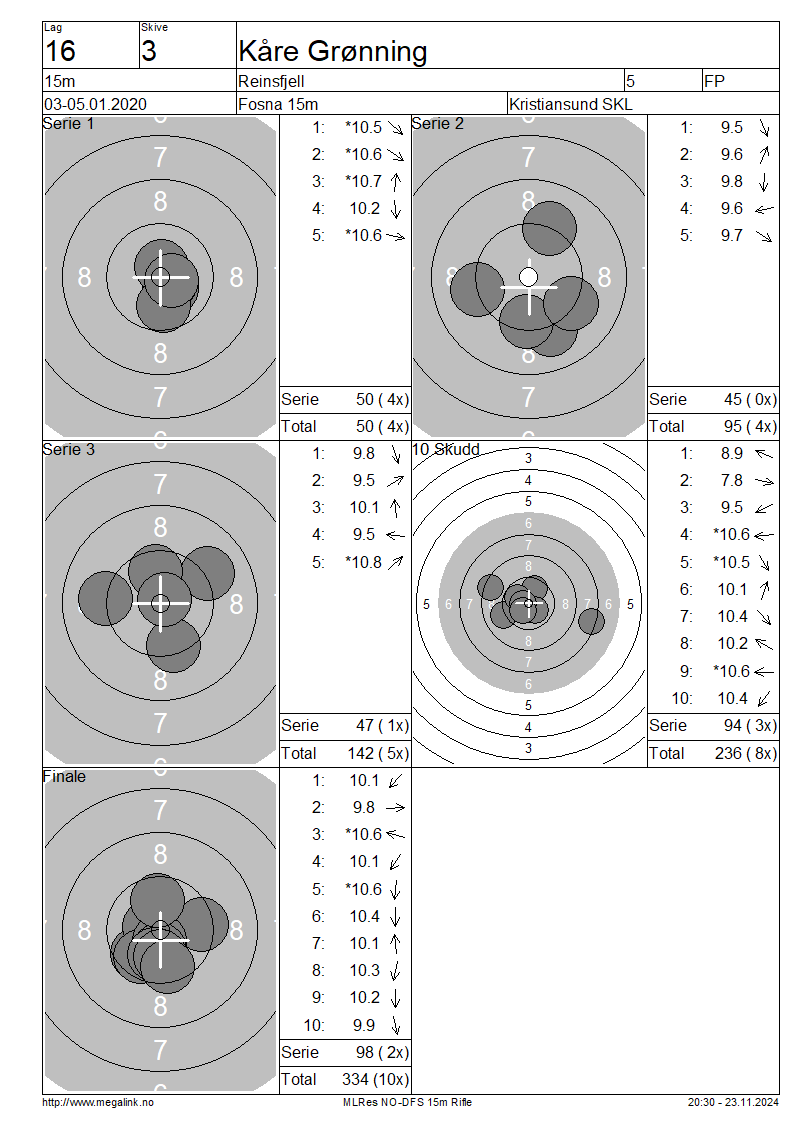 Lag
Skive
16
3
Kåre Grønning
15m
Reinsfjell
5
FP
03-05.01.2020
Fosna 15m
Kristiansund SKL
Serie 1
7
8
8
8
8
7
6
1: *10.5
2: *10.6
3: *10.7
4: 10.2
5: *10.6
Serie 50 ( 4x)
Total 50 ( 4x)
Serie 2
7
8
8
8
8
7
6
1: 9.5
2: 9.6
3: 9.8
4: 9.6
5: 9.7
Serie 45 ( 0x)
Total 95 ( 4x)
Serie 3
7
8
8
8
8
7
6
1: 9.8
2: 9.5
3: 10.1
4: 9.5
5: *10.8
Serie 47 ( 1x)
Total 142 ( 5x)
10 Skudd
3
4
5
6
7
8
5 6 7 8 7 6 5
8
7
6
5
4
3
1: 8.9
2: 7.8
3: 9.5
4: *10.6
5: *10.5
6: 10.1
7: 10.4
8: 10.2
9: *10.6
10: 10.4
Serie 94 ( 3x)
Total 236 ( 8x)
Finale
7
8
8
8
8
7
6
1: 10.1
2: 9.8
3: *10.6
4: 10.1
5: *10.6
6: 10.4
7: 10.1
8: 10.3
9: 10.2
10: 9.9
Serie 98 ( 2x)
Total 334 (10x)
http://www.megalink.no
MLRes NO-DFS 15m Rifle
20:30 - 23.11.2024